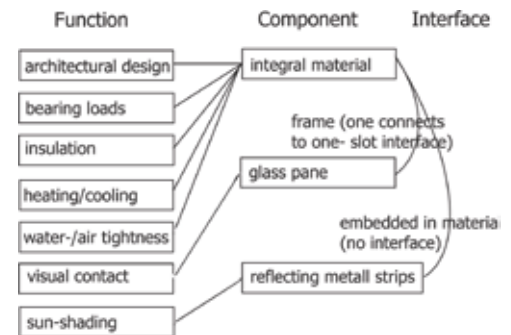 Function Component Interface
architectural design
integral material
bearing loads
frame (one connects
to one- slot interface)
insulation
glass pane
heating/cooling
embedded in materia
(no interface)
water-/air tightness
visual contact
reflecting metall strips
sun-shading